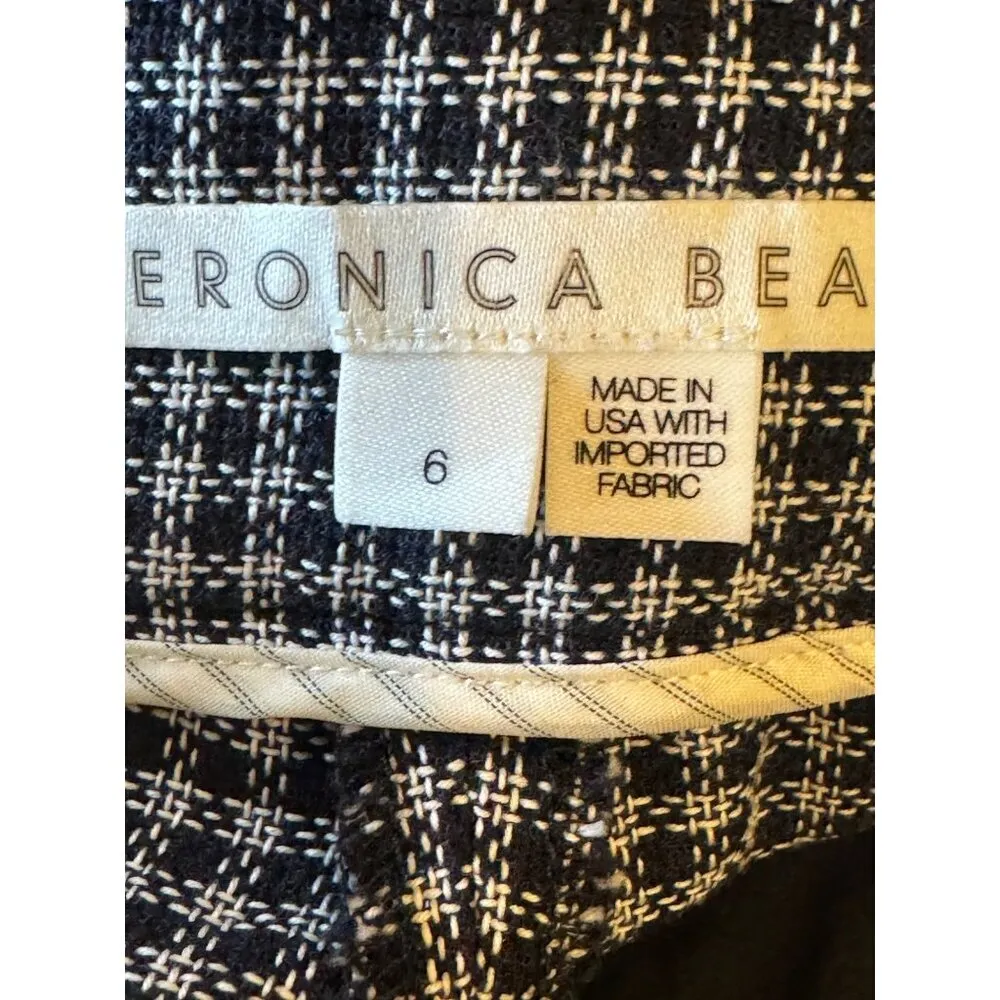 ERONICA BEA
6
MADE IN
USA WITH
IMPORTED
FABRIC